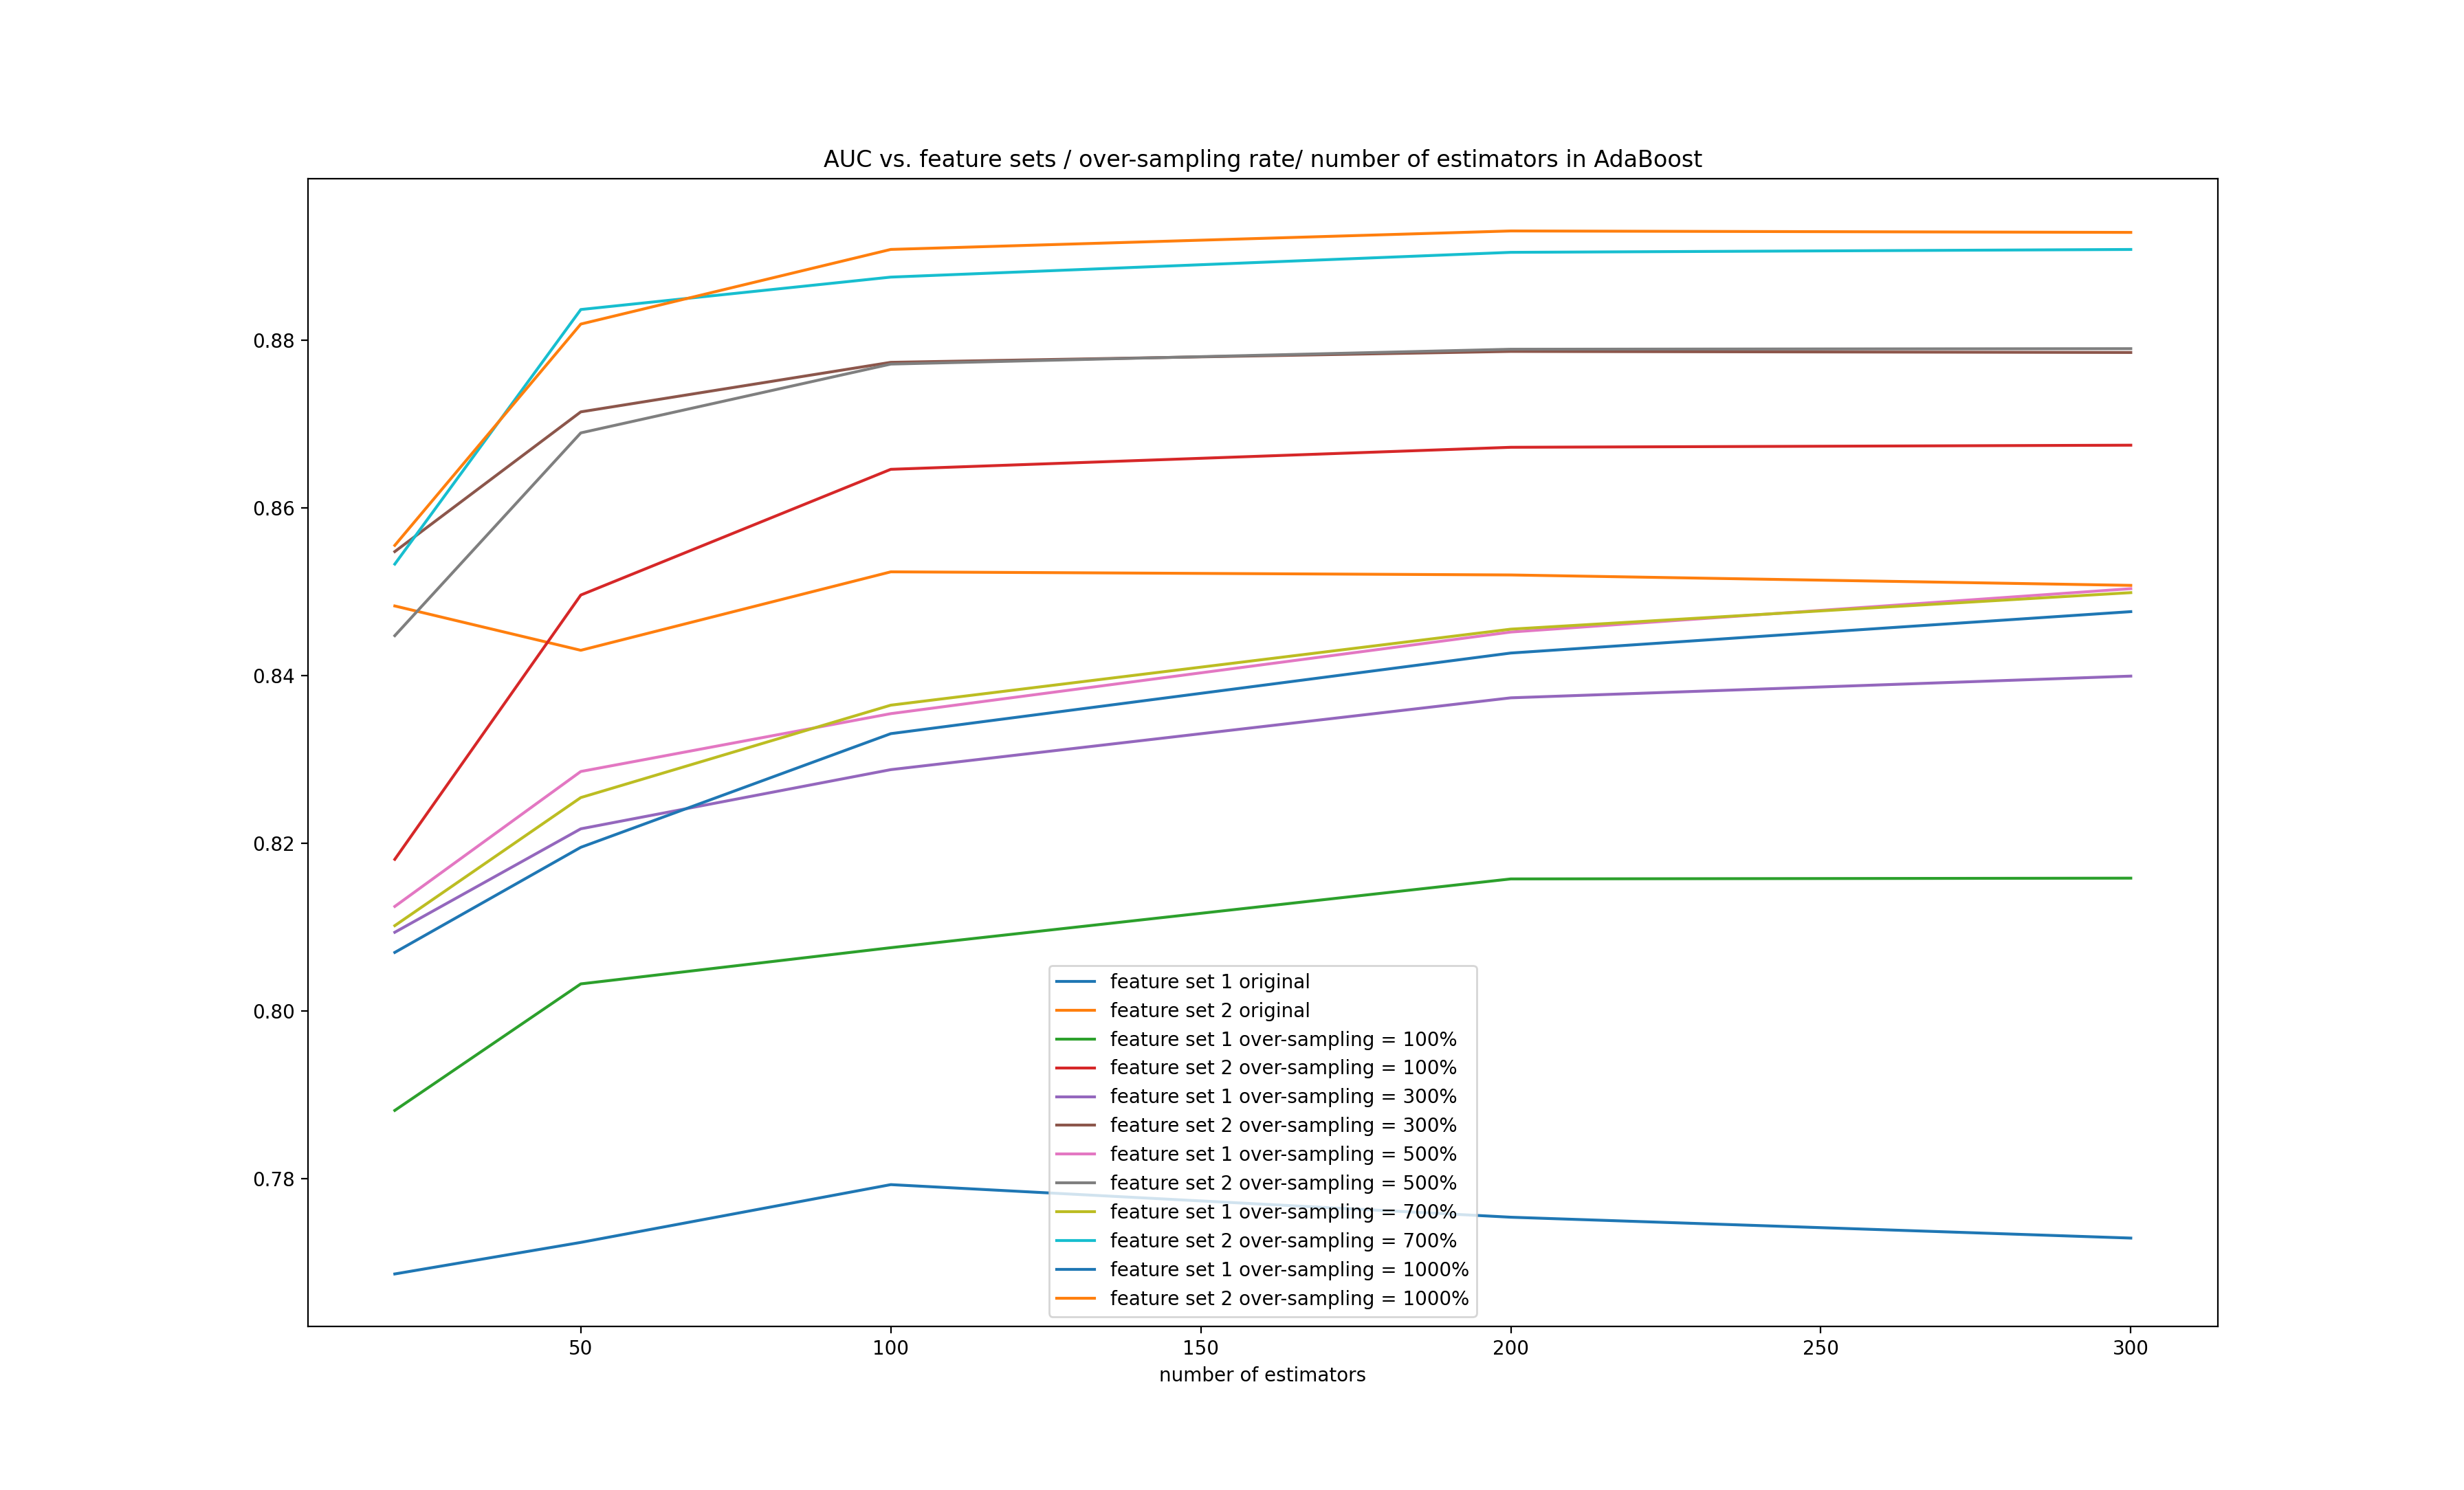 AUC vs. feature sets / over-sampling rate/ number of estimators in AdaBoost
0.88
0.86
0.84
0.82
0.80
0.78
feature set 1 original
feature set 2 original
feature set 1 over-sampling = 100%
feature set 2 over-sampling = 100%
feature set 1 over-sampling = 300%
feature set 2 over-sampling = 300%
feature set 1 over-sampling = 500%
feature set 2 over-sampling = 500%
feature set 1 over-sampling = 700%
feature set 2 over-sampling = 700%
feature set 1 over-sampling = 1000%
feature set 2 over-sampling = 1000%
50 100 150 200 250 300
number of estimators